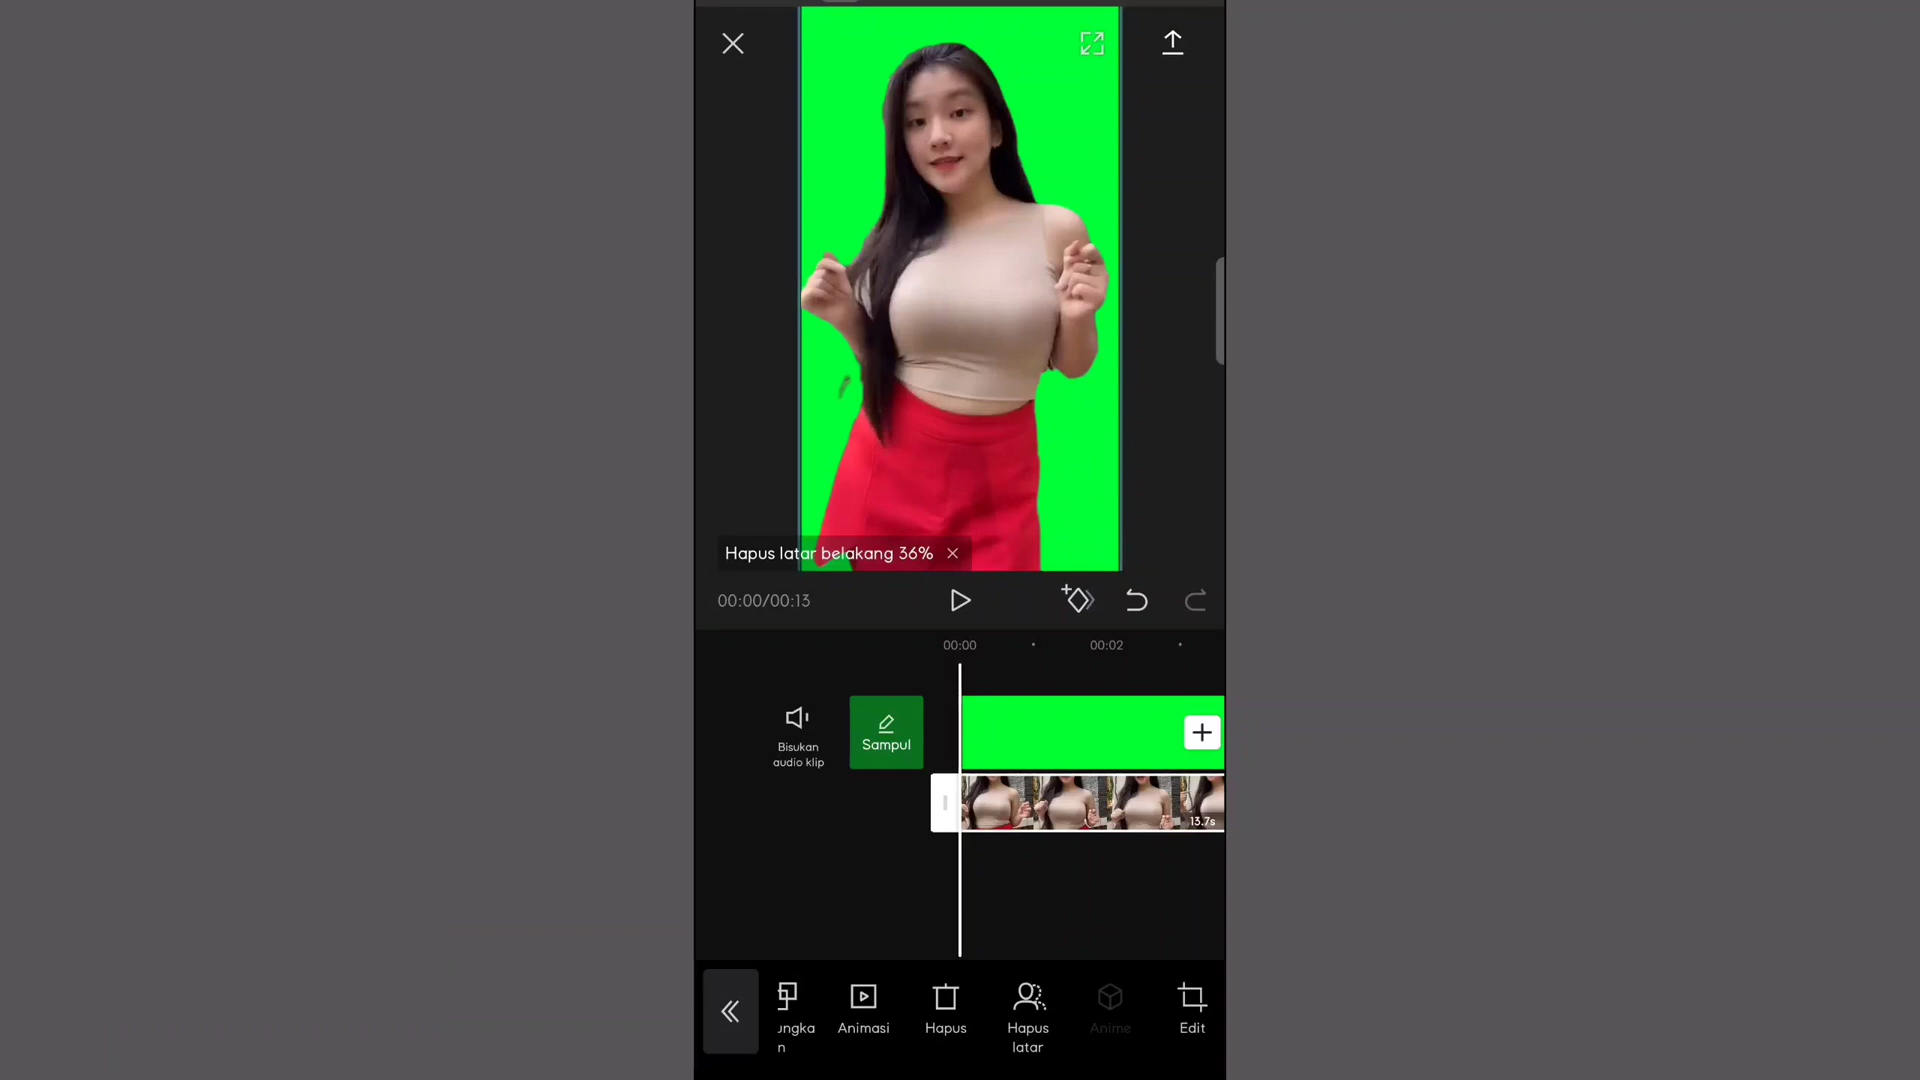 Hapus latar belakang 36%
00:00/00:13
00:00
00:02
Bisukan
audio klip
Sampul
13.7s
ungka
n
Animasi
Hapus
Hapus
latar
Anime
Edit